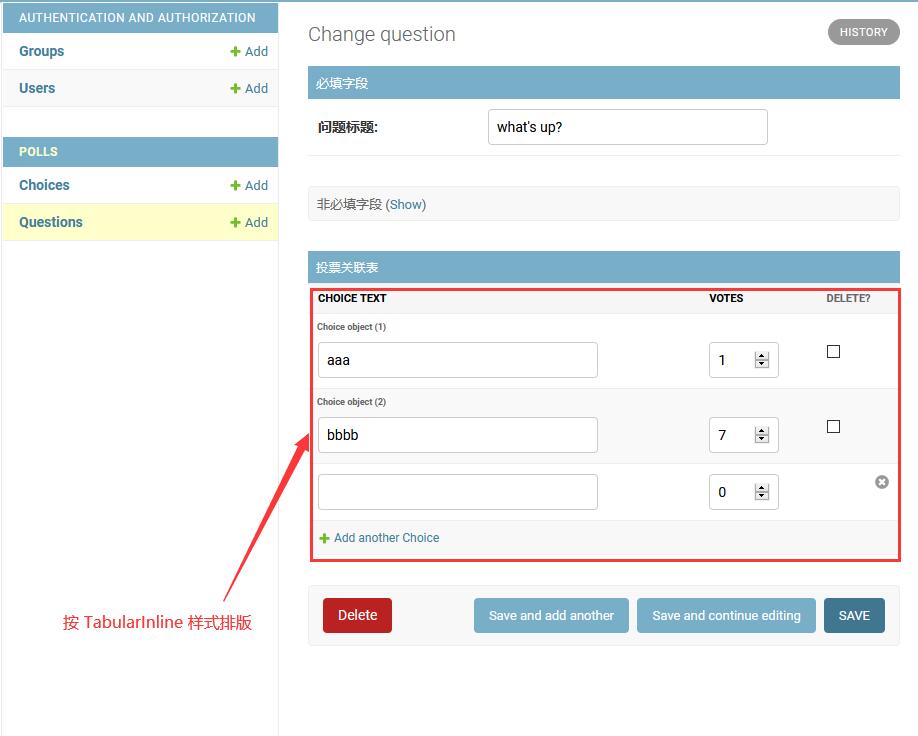 AUTHENTICATION AND AUTHORIZATION
Groups + Add
Users + Add
POLLS
Choices + Add
Questions + Add
Change question
HISTORY
必填字段
问题标题: what's up?
非必填字段 (Show)
投票关联表
CHOICE TEXT VOTES DELETE?
Choice object (1)
aaa 1
Choice object (2)
bbbb 7
0
+ Add another Choice
按 TabularInline 样式排版
Delete Save and add another Save and continue editing SAVE